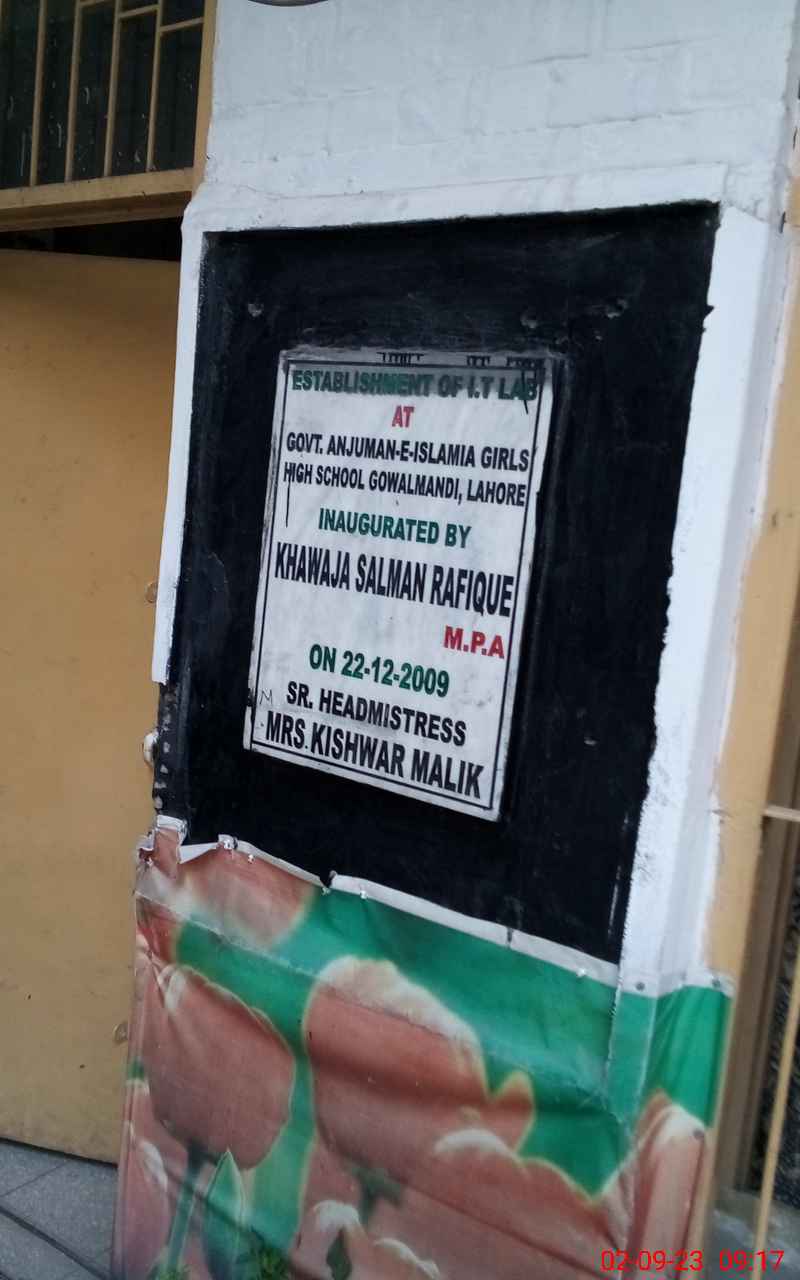 ESTABLISHMENT OF I.T LAB
AT
GOVT. ANJUMAN-E-ISLAMIA GIRLS
HIGH SCHOOL GOWALMANDI, LAHORE
INAUGURATED BY
KHAWAJA SALMAN RAFIQUE
M.P.A
ON 22-12-2009
SR. HEADMISTRESS
MRS. KISHWAR MALIK
02-09-23 09:17